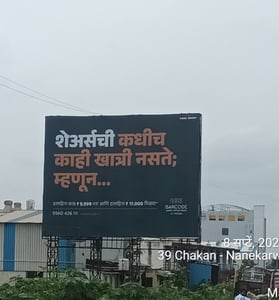 शेअर्सची कधीच
काही खात्री नसते;
म्हणून...
BARCODE
8 सप्टें, 202
39 Chakan - Nanekarw